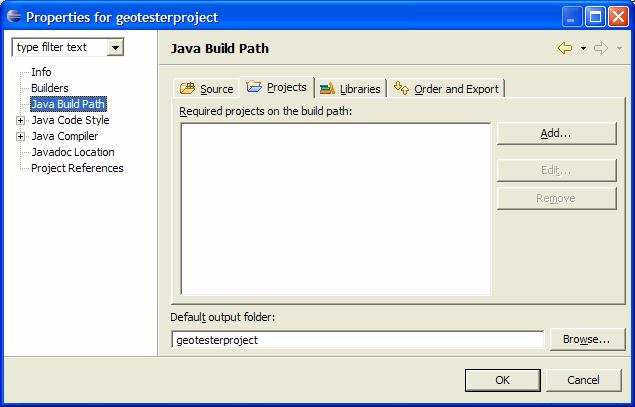 Properties for geotesterproject
type filter text
Java Build Path
Info
Builders
Java Build Path
Java Code Style
Java Compiler
Javadoc Location
Project References
Source
Projects
Libraries
Order and Export
Required projects on the build path:
Add...
Edit...
Remove
Default output folder:
geotesterproject
Browse...
OK
Cancel